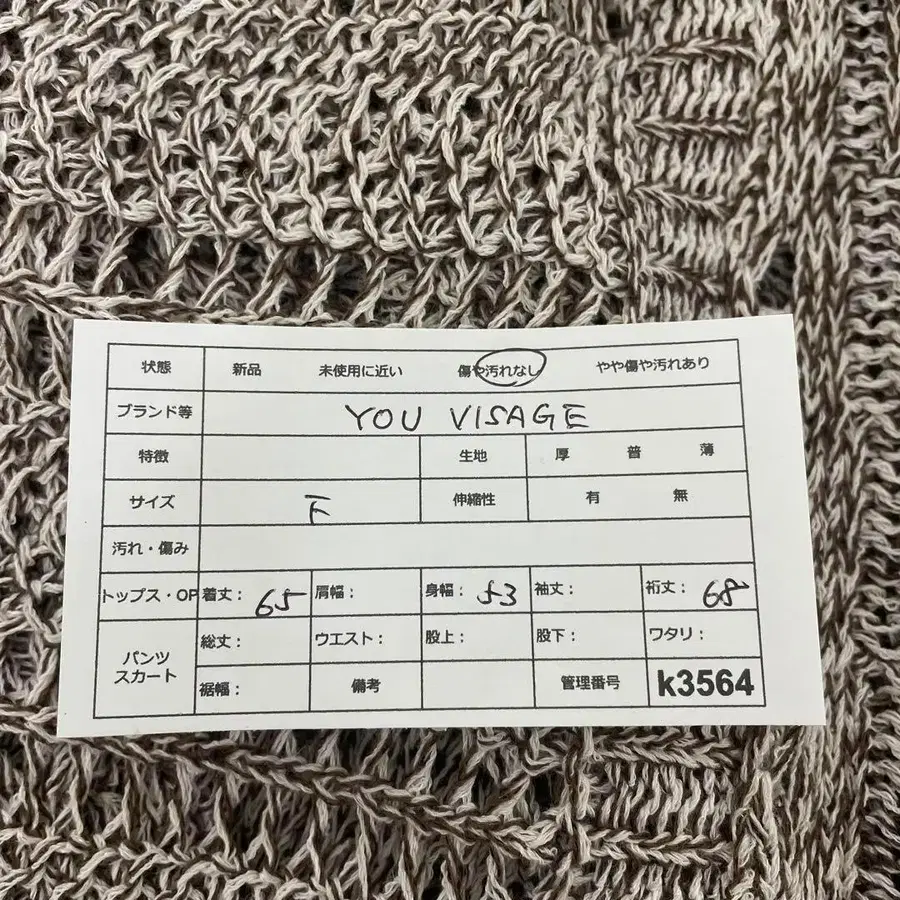 状態 新品 未使用に近い 傷や汚れなし やや傷や汚れあり
ブランド等 YOU VISAGE
特徴 生地 厚 普 薄
サイズ F 伸縮性 有 無
汚れ・傷み
トップス・OP 着丈: 65 肩幅: 身幅: 53 袖丈: 裄丈: 68
パンツ スカート 総丈: ウエスト: 股上: 股下: ワタリ:
裾幅: 備考 管理番号 k3564